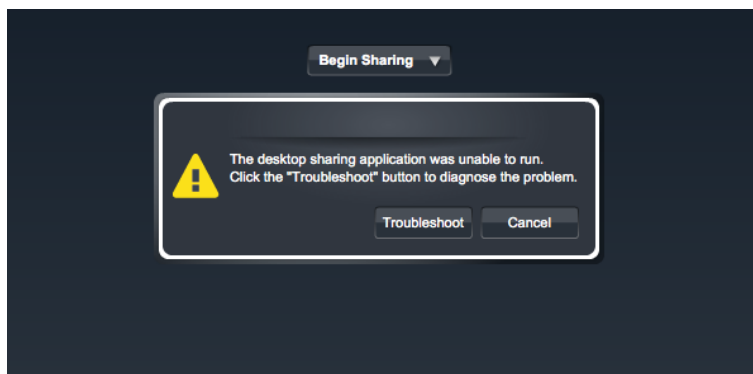 Begin Sharing
The desktop sharing application was unable to run.
Click the "Troubleshoot" button to diagnose the problem.
Troubleshoot Cancel